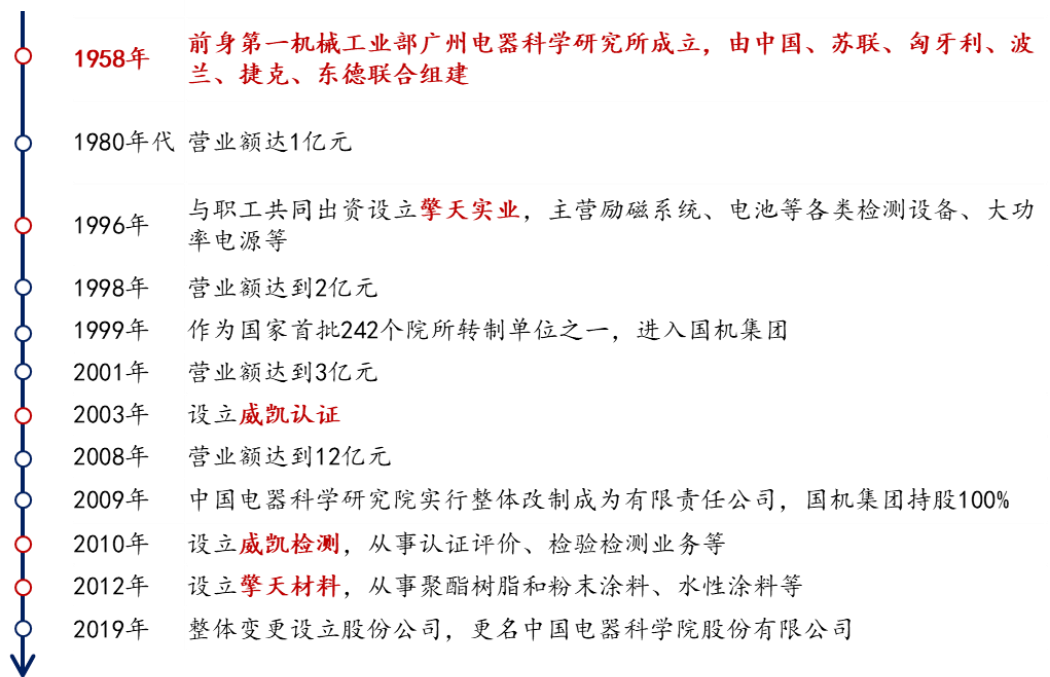 1958年 前身第一机械工业部广州电器科学研究所成立，由中国、苏联、匈牙利、波
兰、捷克、东德联合组建
1980年代 营业额达1亿元
1996年 与职工共同出资设立擎天实业，主营励磁系统、电池等各类检测设备、大功
率电源等
1998年 营业额达到2亿元
1999年 作为国家首批242个院所转制单位之一，进入国机集团
2001年 营业额达到3亿元
2003年 设立威凯认证
2008年 营业额达到12亿元
2009年 中国电器科学研究院实行整体改制成为有限责任公司，国机集团持股100%
2010年 设立威凯检测，从事认证评价、检验检测业务等
2012年 设立擎天材料，从事聚酯树脂和粉末涂料、水性涂料等
2019年 整体变更设立股份公司，更名中国电器科学院股份有限公司